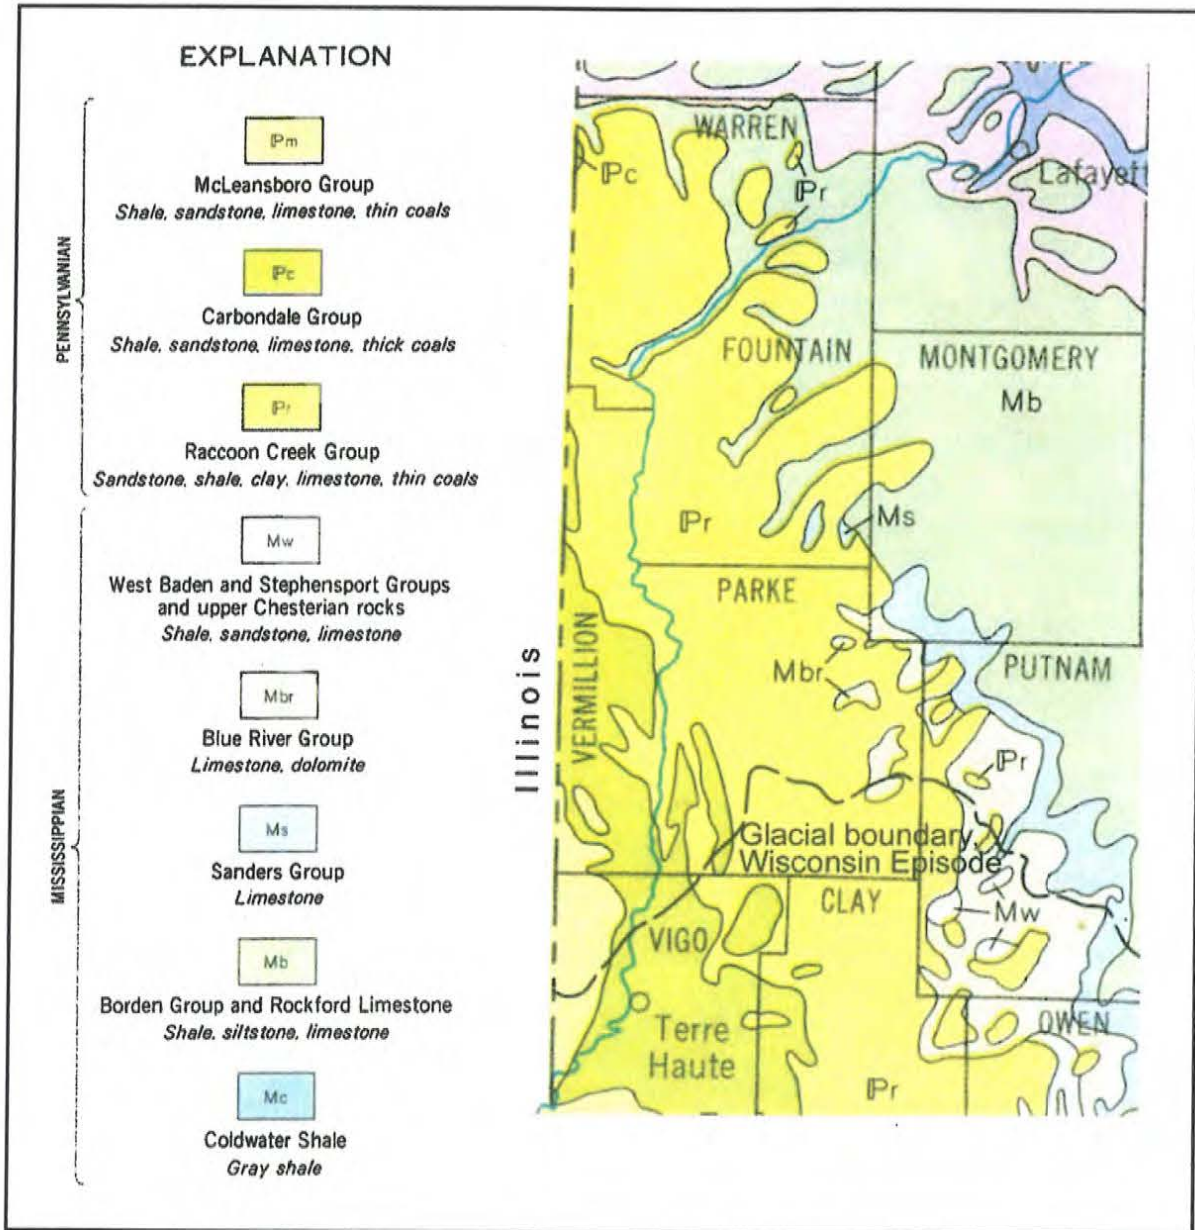 EXPLANATION
PENNSYLVANIAN
ℙm
McLeansboro Group
Shale, sandstone, limestone, thin coals
ℙc
Carbondale Group
Shale, sandstone, limestone, thick coals
ℙr
Raccoon Creek Group
Sandstone, shale, clay, limestone, thin coals
MISSISSIPPIAN
Mw
West Baden and Stephensport Groups
and upper Chesterian rocks
Shale, sandstone, limestone
Mbr
Blue River Group
Limestone, dolomite
Ms
Sanders Group
Limestone
Mb
Borden Group and Rockford Limestone
Shale, siltstone, limestone
Mc
Coldwater Shale
Gray shale
WARREN
ℙc
ℙr
Lafayett
FOUNTAIN
MONTGOMERY
Mb
ℙr
Ms
PARKE
VERMILLION
Illinois
Mbr
PUTNAM
ℙr
Glacial boundary,
Wisconsin Episode
CLAY
Mw
VIGO
Terre
Haute
OWEN
ℙr